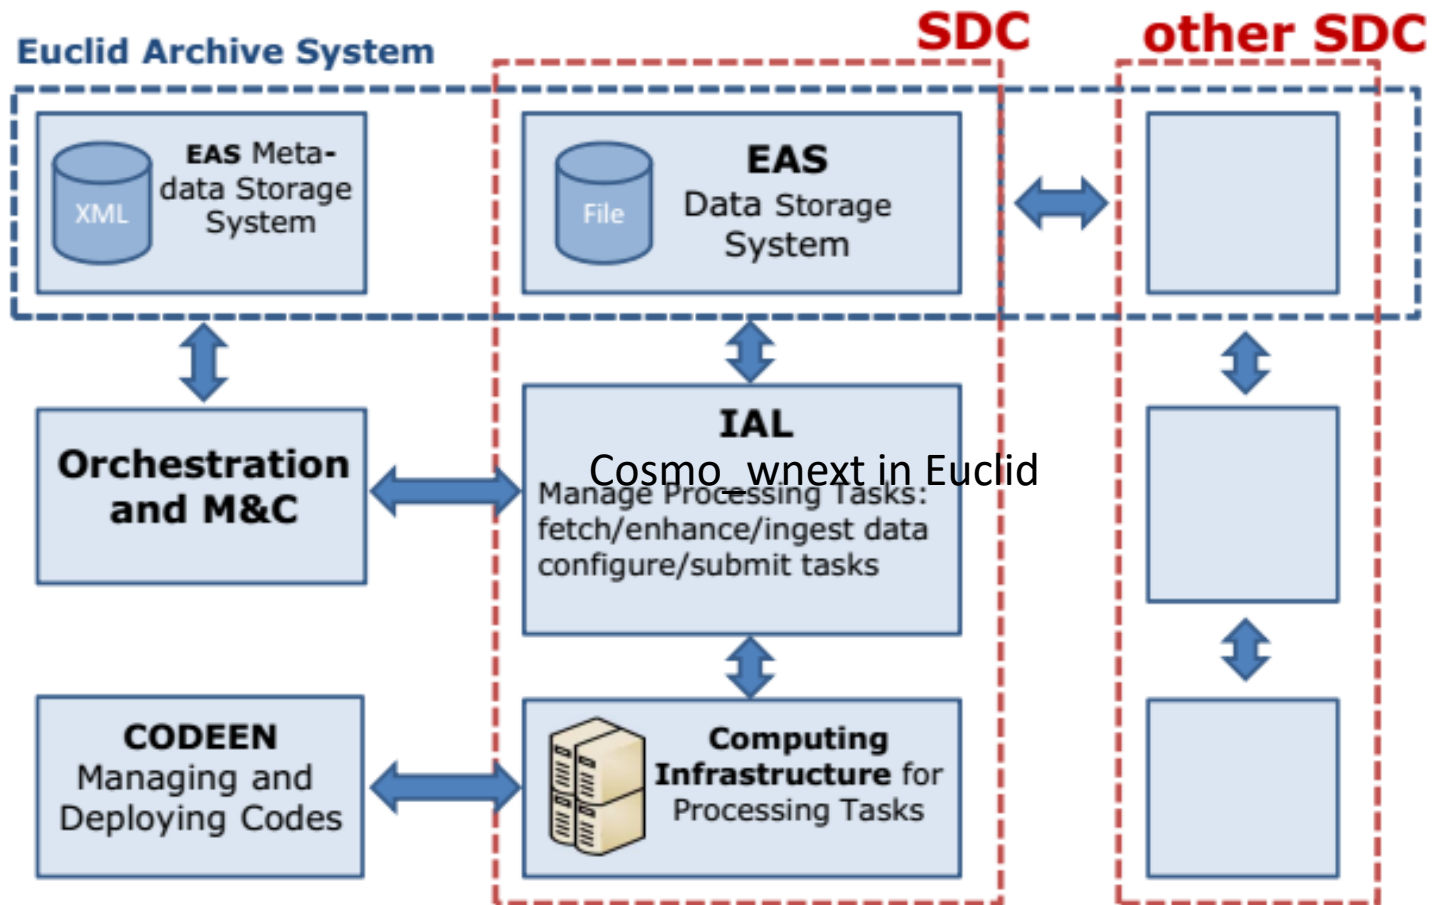 SDC
other SDC
Euclid Archive System
XML
EAS Meta-
data Storage
System
File
EAS
Data Storage
System
Orchestration
and M&C
IAL
Cosmo_wnext in Euclid
Manage Processing Tasks:
fetch/enhance/ingest data
configure/submit tasks
CODEEN
Managing and
Deploying Codes
Computing
Infrastructure for
Processing Tasks